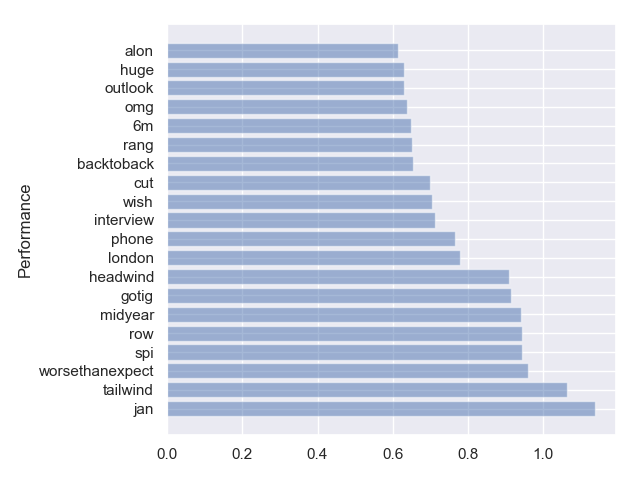 alon
huge
outlook
omg
6m
rang
backtoback
cut
wish
interview
phone
london
headwind
gotig
midyear
row
spi
worsethanexpect
tailwind
jan
Performance
0.0 0.2 0.4 0.6 0.8 1.0